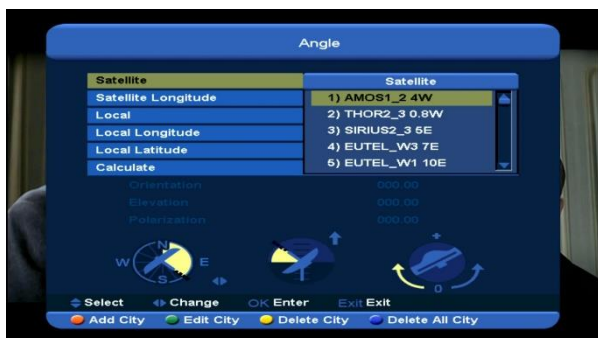 Angle
Satellite Satellite
Satellite Longitude 1) AMOS1_2 4W
Local 2) THOR2_3 0.8W
Local Longitude 3) SIRIUS2_3 5E
Local Latitude 4) EUTEL_W3 7E
Calculate 5) EUTEL_W1 10E
Orientation 000.00
Elevation 000.00
Polarization 000.00
N
W E
S
+
0
Select Change OK Enter Exit Exit
Add City Edit City Delete City Delete All City